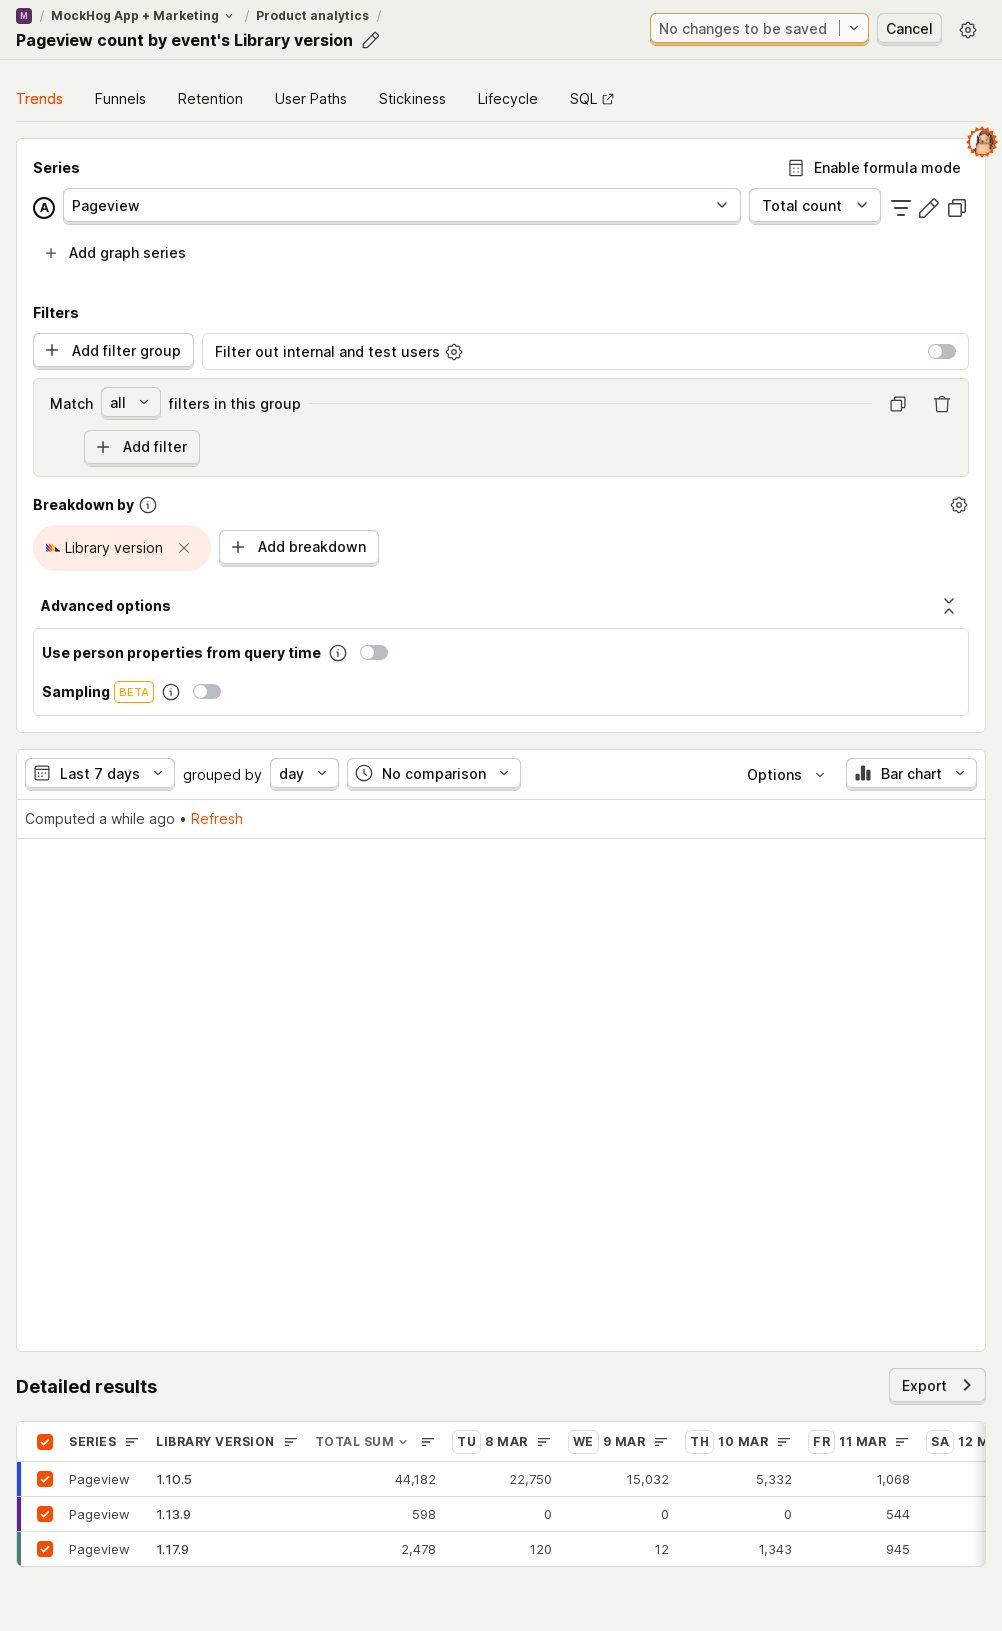 M / MockHog App + Marketing / Product analytics /
Pageview count by event's Library version
No changes to be saved
Cancel
Trends Funnels Retention User Paths Stickiness Lifecycle SQL
Series
Enable formula mode
A Pageview Total count
Add graph series
Filters
Add filter group Filter out internal and test users
Match all filters in this group
Add filter
Breakdown by
Library version Add breakdown
Advanced options
Use person properties from query time
Sampling BETA
Last 7 days grouped by day No comparison Options Bar chart
Computed a while ago • Refresh
Detailed results
Export
SERIES LIBRARY VERSION TOTAL SUM TU 8 MAR WE 9 MAR TH 10 MAR FR 11 MAR SA 12 M
Pageview 1.10.5 44,182 22,750 15,032 5,332 1,068
Pageview 1.13.9 598 0 0 0 544
Pageview 1.17.9 2,478 120 12 1,343 945